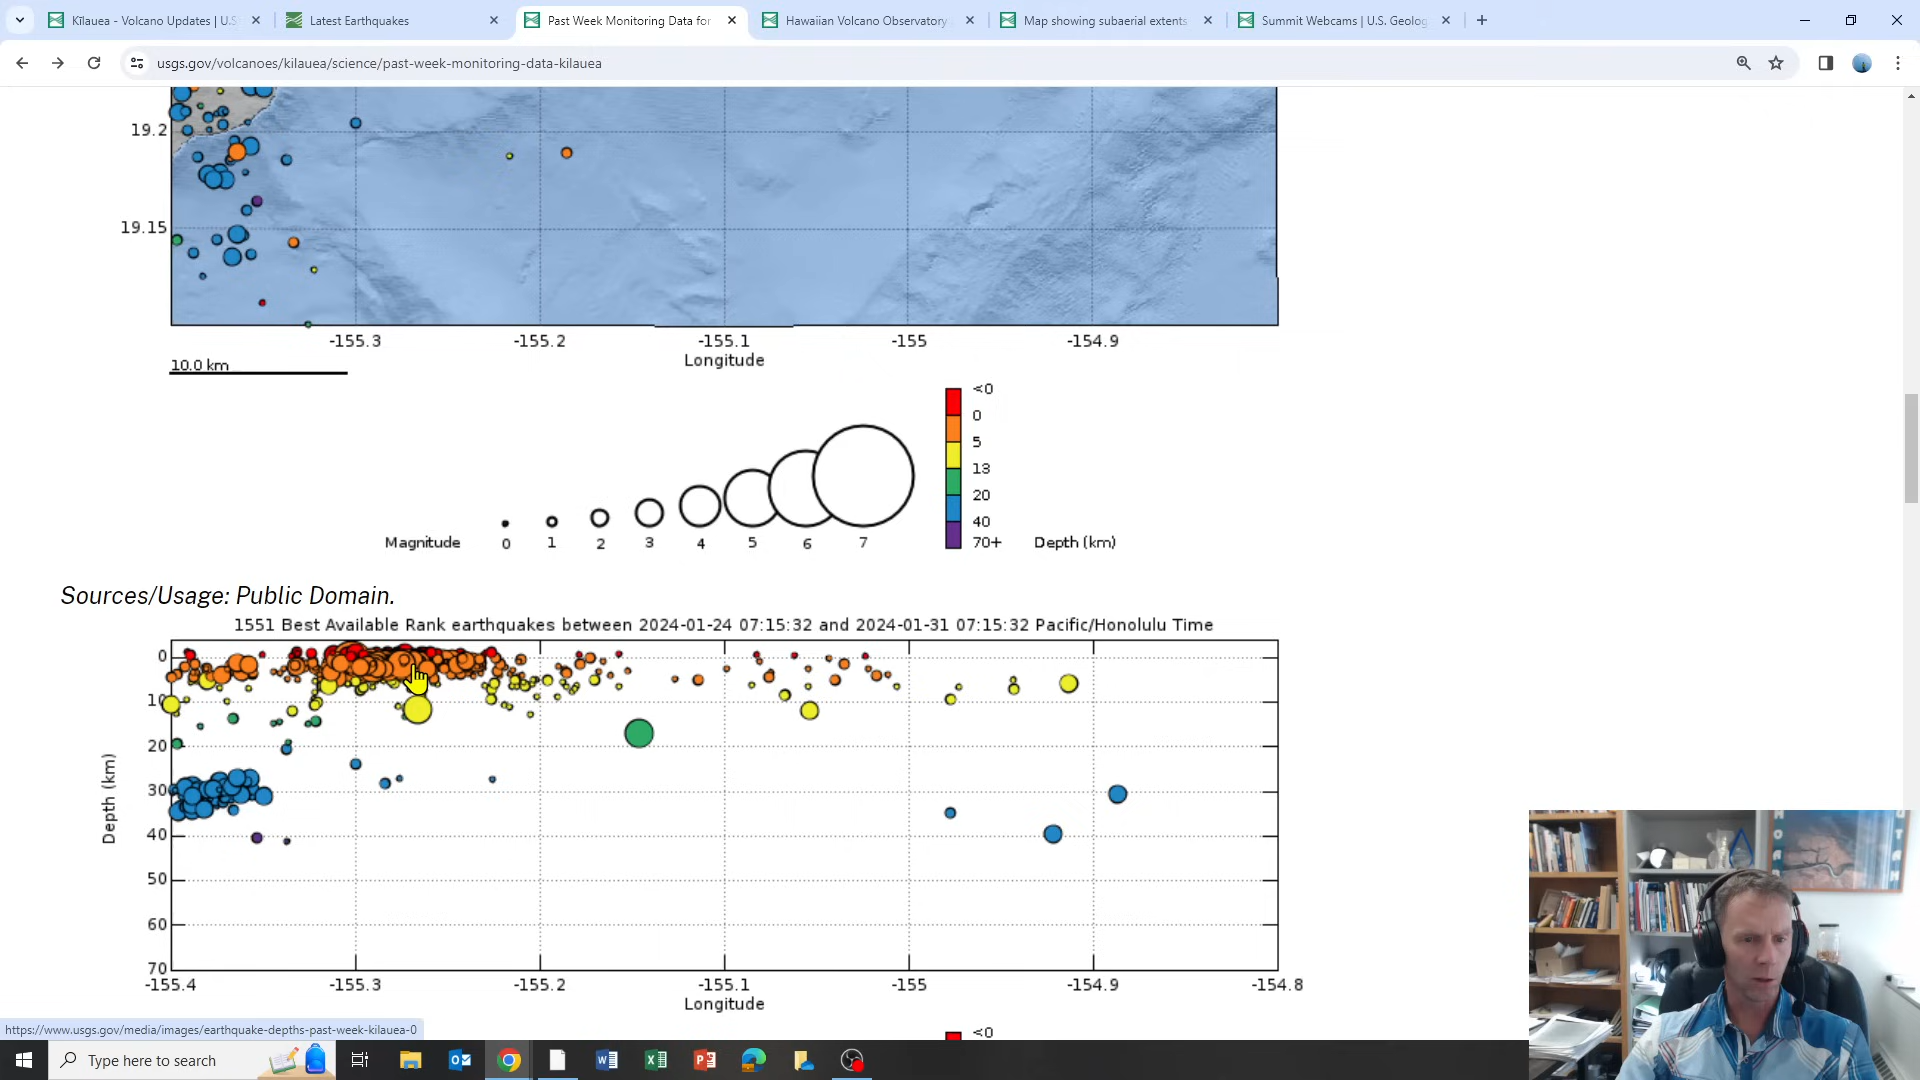 Kīlauea - Volcano Updates | U.S
Latest Earthquakes
Past Week Monitoring Data for
Hawaiian Volcano Observatory
Map showing subaerial extents
Summit Webcams | U.S. Geolog
usgs.gov/volcanoes/kilauea/science/past-week-monitoring-data-kilauea
19.2
19.15
-155.3
-155.2
-155.1
-155
-154.9
Longitude
10.0 km
<0
0
5
13
20
40
70+
Depth (km)
Magnitude
0
1
2
3
4
5
6
7
Sources/Usage: Public Domain.
1551 Best Available Rank earthquakes between 2024-01-24 07:15:32 and 2024-01-31 07:15:32 Pacific/Honolulu Time
0
10
20
30
40
50
60
70
Depth (km)
-155.4
-155.3
-155.2
-155.1
-155
-154.9
-154.8
Longitude
<0
https://www.usgs.gov/media/images/earthquake-depths-past-week-kilauea-0
Type here to search